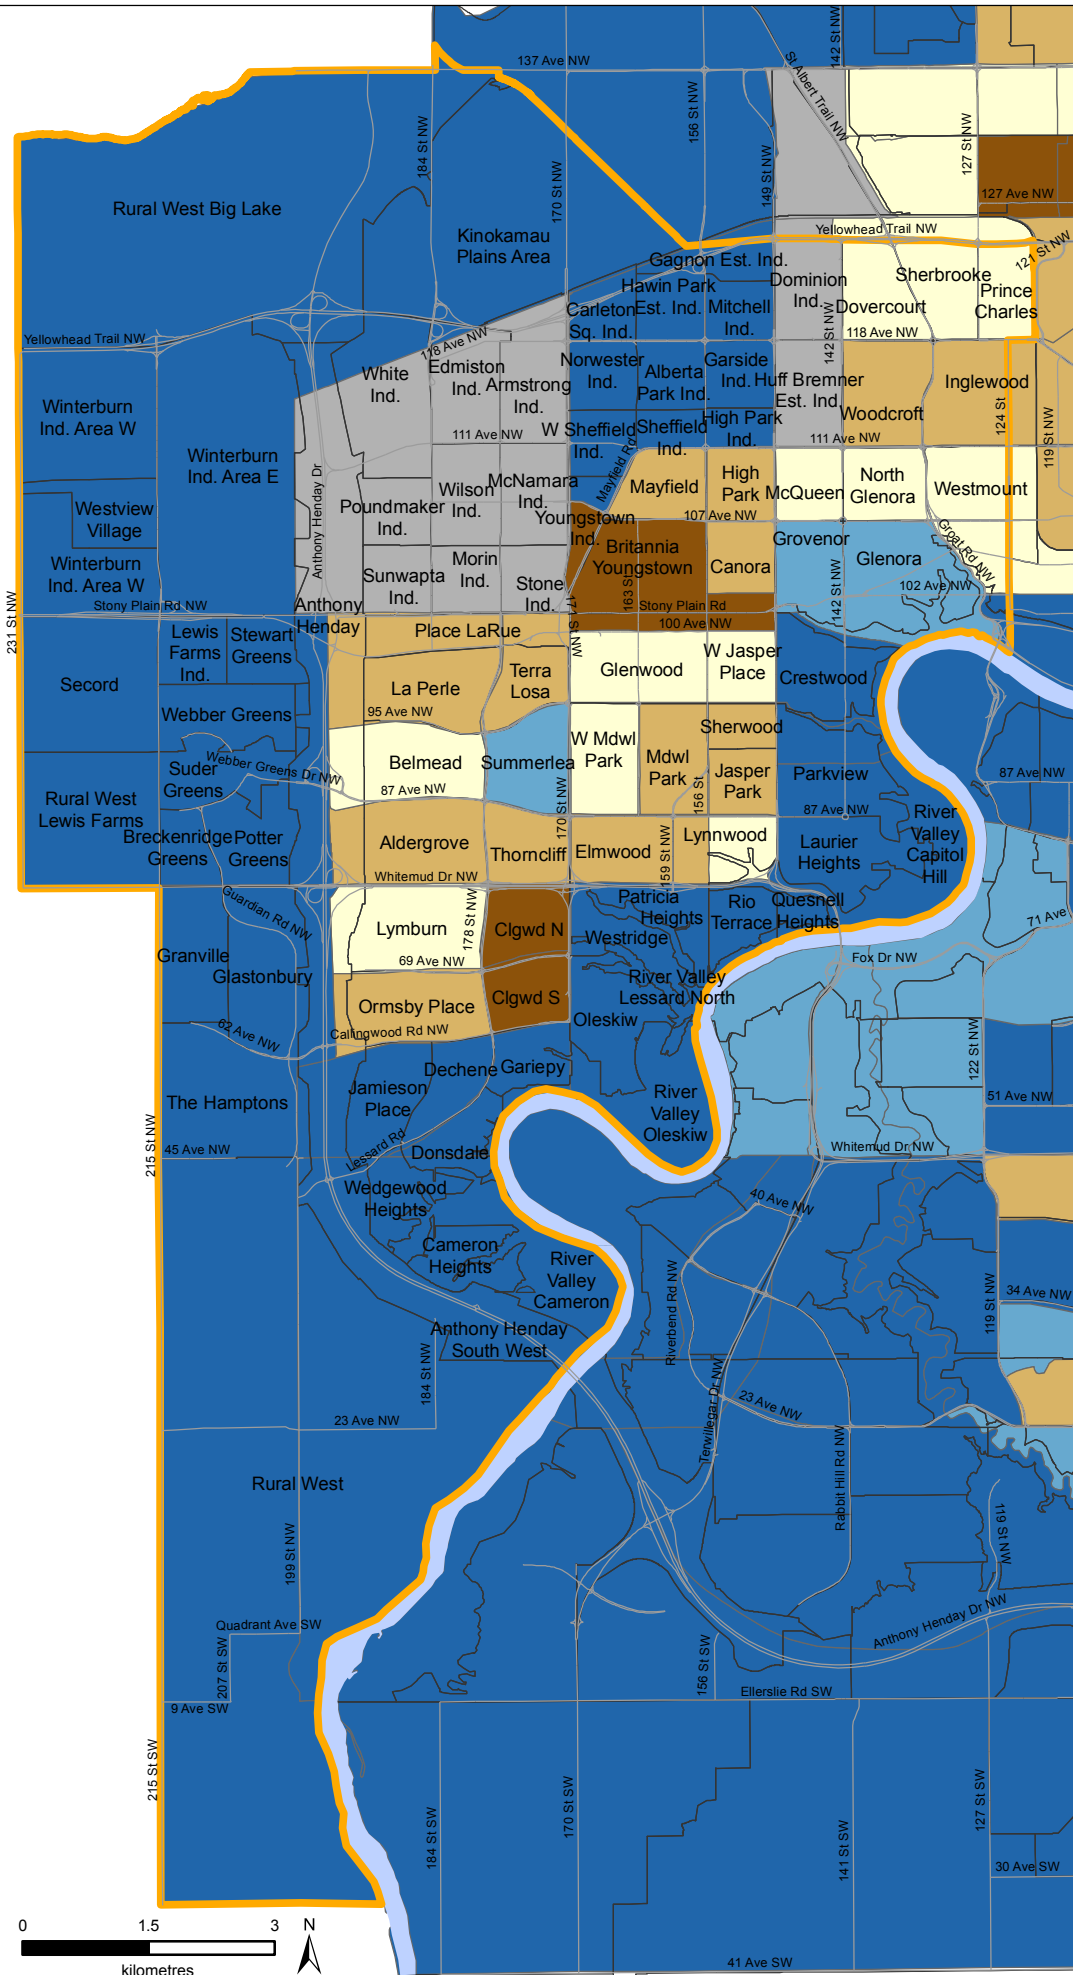 137 Ave NW
142 St NW
St Albert Trail NW
156 St NW
184 St NW
170 St NW
149 St NW
127 St NW
127 Ave NW
Rural West Big Lake
Kinokamau
Plains Area
Yellowhead Trail NW
121 St NW
Gagnon Est. Ind.
Hawin Park
Est. Ind.
Mitchell
Ind.
Dominion
Ind.
Sherbrooke
Prince
Charles
Dovercourt
Carleton
Sq. Ind.
118 Ave NW
142 St NW
Yellowhead Trail NW
118 Ave NW
White
Ind.
Edmiston
Ind.
Armstrong
Ind.
Norwester
Ind.
Alberta
Park Ind.
Garside
Ind.
Huff Bremner
Est. Ind.
Inglewood
Woodcroft
124 St
119 St NW
Winterburn
Ind. Area W
111 Ave NW
W Sheffield
Ind.
Sheffield
Ind.
High Park
Ind.
111 Ave NW
Winterburn
Ind. Area E
Mayfield Rd
Anthony Henday Dr
Westview
Village
Poundmaker
Ind.
Wilson
Ind.
McNamara
Ind.
Mayfield
High
Park
McQueen
North
Glenora
Westmount
107 Ave NW
Youngstown
Ind.
Britannia
Youngstown
Canora
Grovenor
Glenora
Groat Rd NW
102 Ave NW
Winterburn
Ind. Area W
Sunwapta
Ind.
Morin
Ind.
Stone
Ind.
163 St
142 St NW
Stony Plain Rd NW
Anthony
Henday
Stony Plain Rd
100 Ave NW
231 St NW
Lewis
Farms
Ind.
Stewart
Greens
Place LaRue
171 St NW
Secord
La Perle
Terra
Losa
Glenwood
W Jasper
Place
Crestwood
95 Ave NW
Webber Greens
Sherwood
Belmead
Summerlea
W Mdwl
Park
Mdwl
Park
Jasper
Park
Parkview
Webber Greens Dr NW
Suder
Greens
87 Ave NW
170 St NW
156 St
87 Ave NW
87 Ave NW
Rural West
Lewis Farms
Breckenridge
Greens
Potter
Greens
Aldergrove
Thorncliff
Elmwood
159 St NW
Lynnwood
Laurier
Heights
River
Valley
Capitol
Hill
Whitemud Dr NW
Guardian Rd NW
Patricia
Heights
Rio
Terrace
Quesnell
Heights
71 Ave
Lymburn
178 St NW
Clgwd N
Westridge
69 Ave NW
Fox Dr NW
Granville
Glastonbury
River Valley
Lessard North
Ormsby Place
Clgwd S
Oleskiw
62 Ave NW
Callingwood Rd NW
122 St NW
Dechene
Gariepy
Jamieson
Place
The Hamptons
River
Valley
Oleskiw
51 Ave NW
215 St NW
45 Ave NW
Lessard Rd
Donsdale
Whitemud Dr NW
Wedgewood
Heights
40 Ave NW
Cameron
Heights
River
Valley
Cameron
Riverbend Rd NW
119 St NW
34 Ave NW
Anthony Henday
South West
184 St NW
Terwillegar Dr NW
23 Ave NW
23 Ave NW
Rural West
Rabbit Hill Rd NW
119 St NW
199 St NW
Quadrant Ave SW
207 St SW
Anthony Henday Dr NW
156 St SW
Ellerslie Rd SW
9 Ave SW
215 St SW
184 St SW
170 St SW
141 St SW
127 St SW
30 Ave SW
0 1.5 3
N
kilometres
41 Ave SW